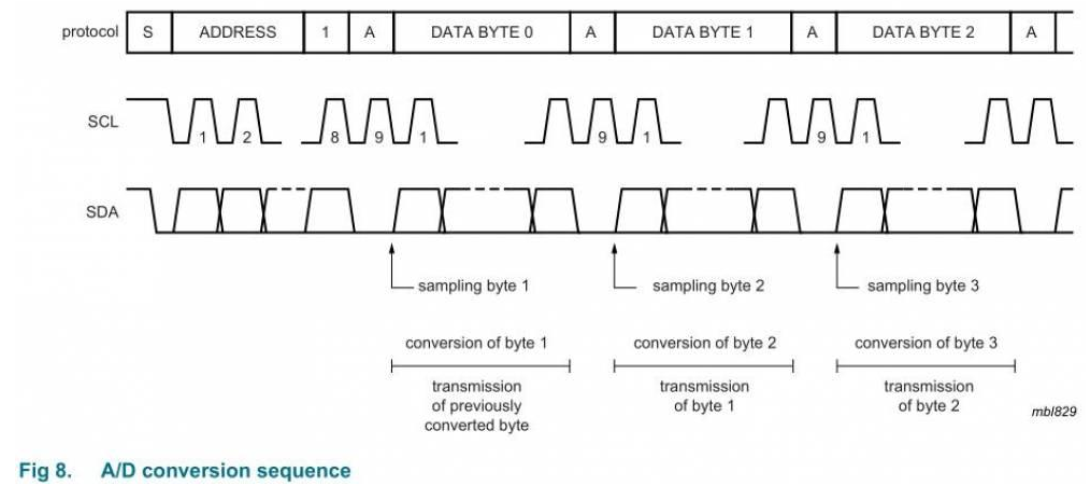 protocol S ADDRESS 1 A DATA BYTE 0 A DATA BYTE 1 A DATA BYTE 2 A
SCL 1 2 8 9 1 9 1 9 1
SDA
sampling byte 1 sampling byte 2 sampling byte 3
conversion of byte 1 conversion of byte 2 conversion of byte 3
transmission transmission transmission
of previously of byte 1 of byte 2
converted byte
mbl829
Fig 8. A/D conversion sequence